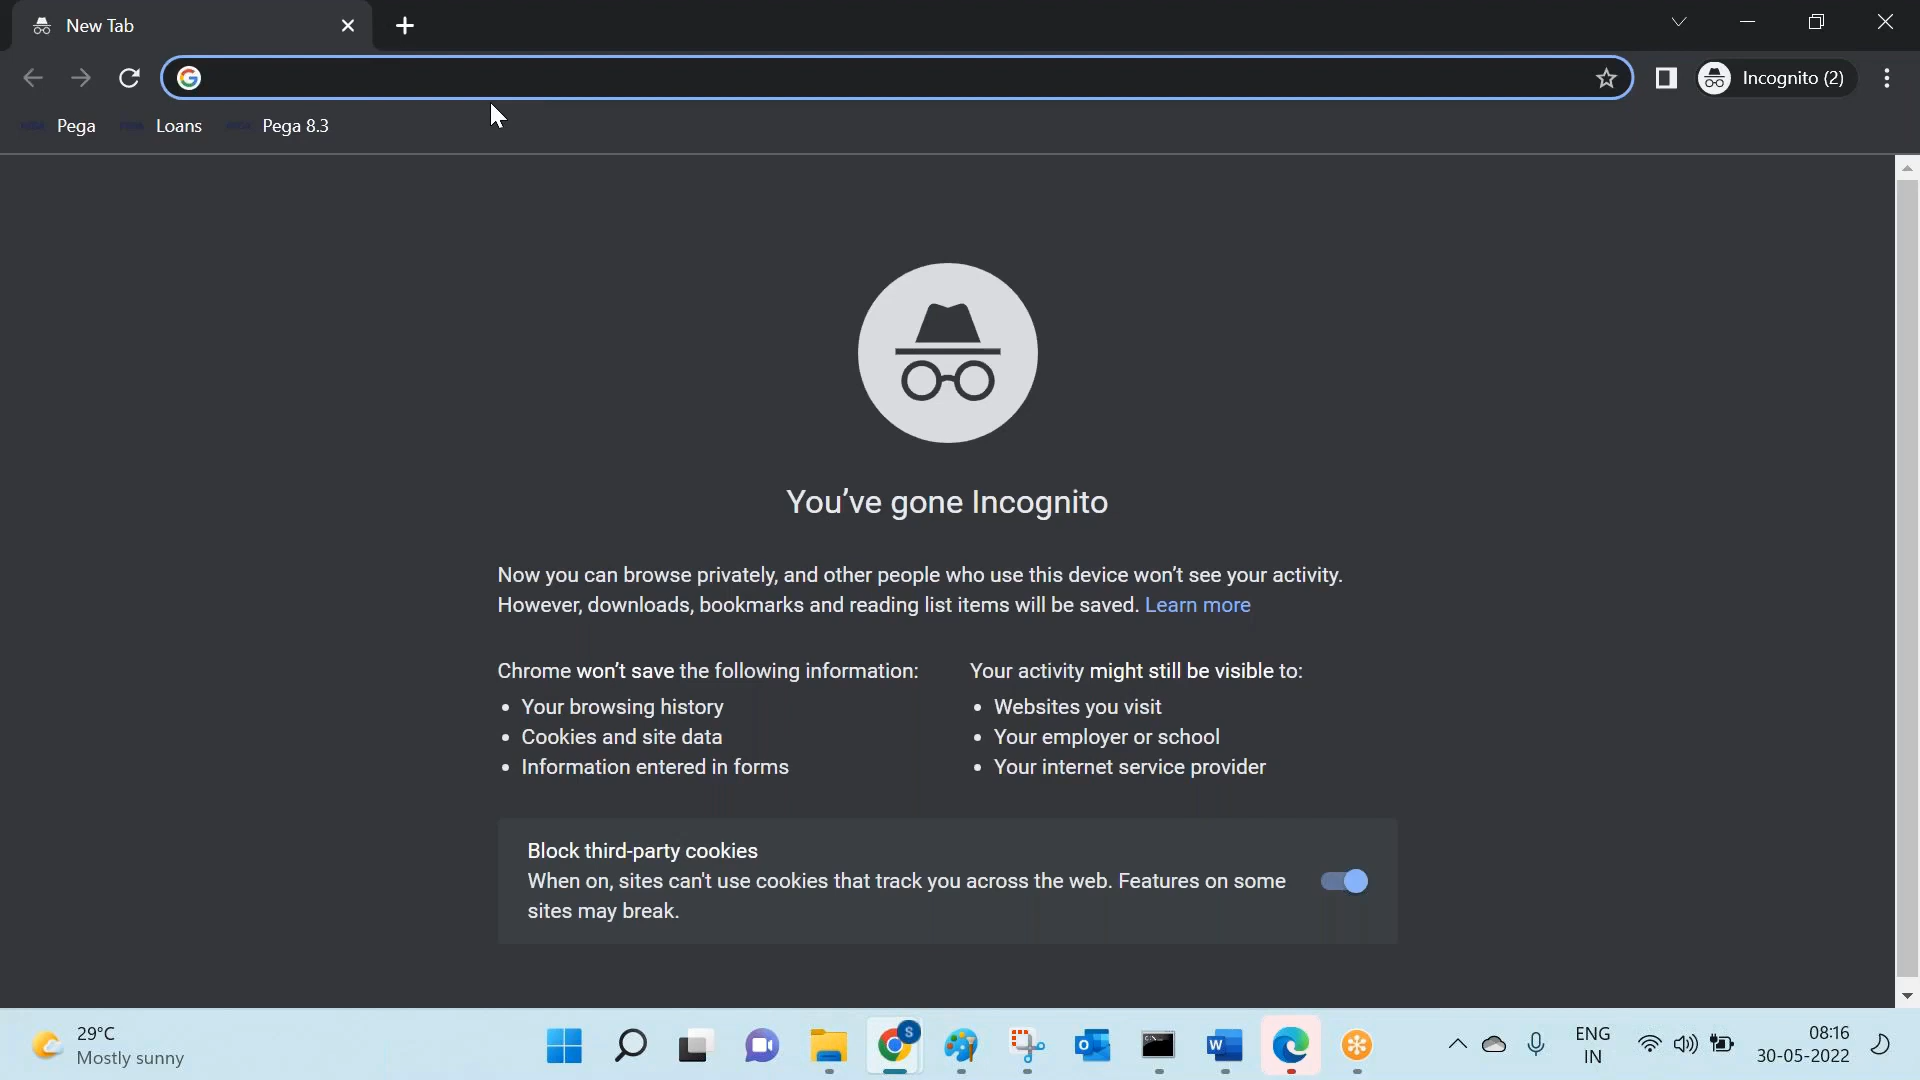 New Tab
Incognito (2)
Pega Loans Pega 8.3
You've gone Incognito
Now you can browse privately, and other people who use this device won't see your activity.
However, downloads, bookmarks and reading list items will be saved. Learn more
Chrome won't save the following information:
Your browsing history
Cookies and site data
Information entered in forms
Your activity might still be visible to:
Websites you visit
Your employer or school
Your internet service provider
Block third-party cookies
When on, sites can't use cookies that track you across the web. Features on some
sites may break.
29°C
Mostly sunny
S
ENG
IN
08:16
30-05-2022